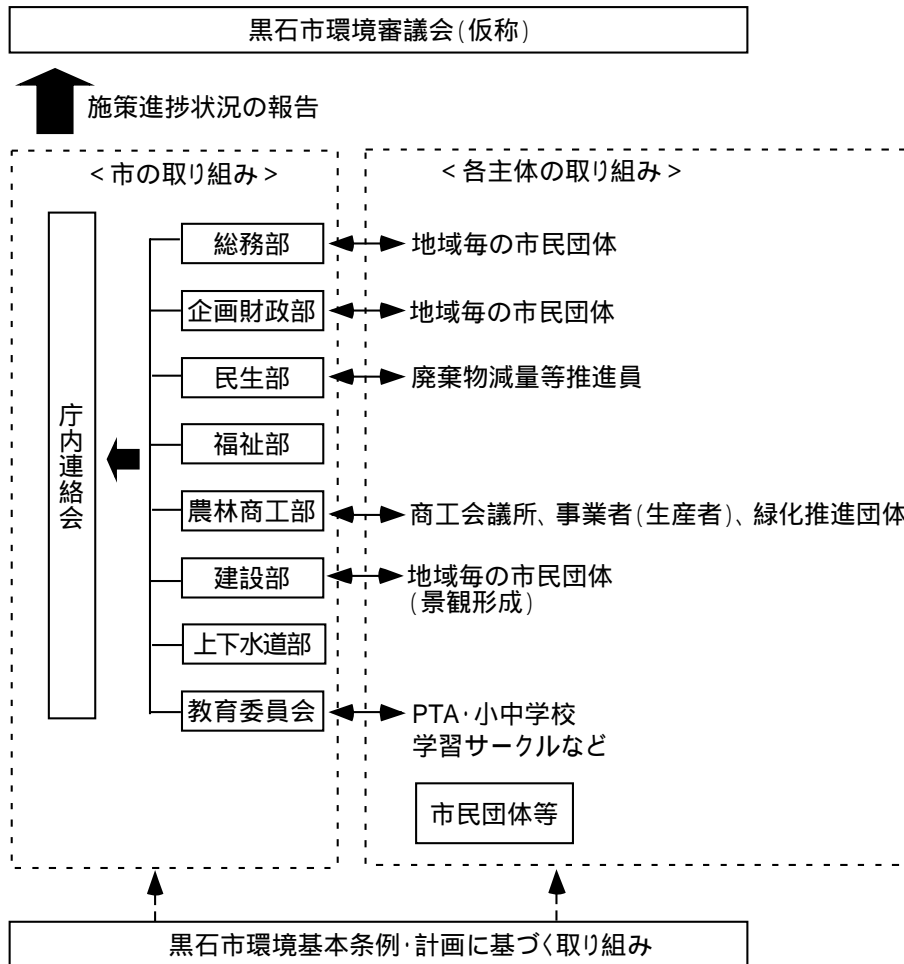 黒石市環境審議会(仮称)
施策進捗状況の報告
<市の取り組み>
<各主体の取り組み>
庁内連絡会
総務部
地域毎の市民団体
企画財政部
地域毎の市民団体
民生部
廃棄物減量等推進員
福祉部
農林商工部
商工会議所、事業者(生産者)、緑化推進団体
建設部
地域毎の市民団体
(景観形成)
上下水道部
教育委員会
PTA・小中学校
学習サークルなど
市民団体等
黒石市環境基本条例・計画に基づく取り組み